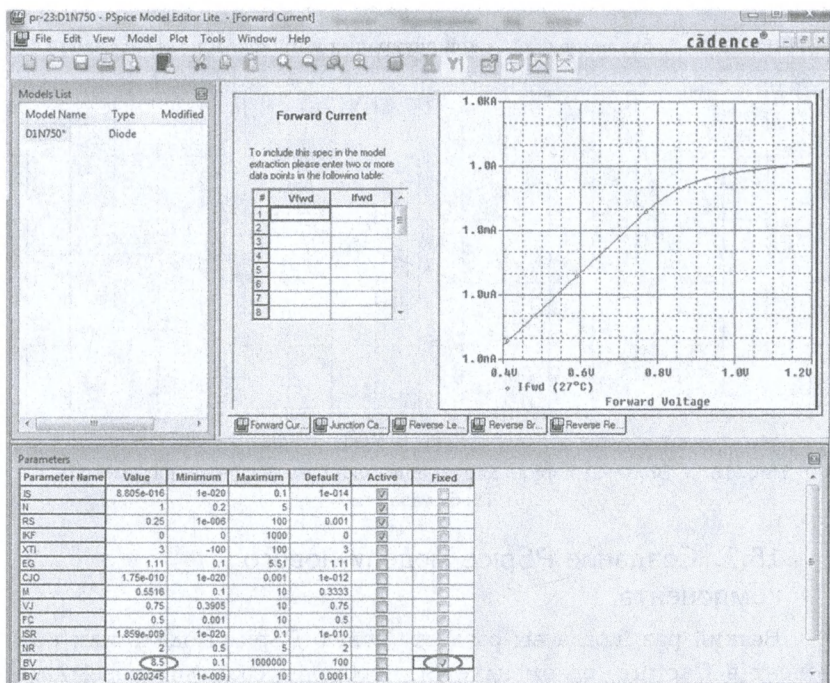 pr-23:D1N750 - PSpice Model Editor Lite - [Forward Current]
File Edit View Model Plot Tools Window Help
cādence®
Models List
Model Name Type Modified
D1N750* Diode
Forward Current
To include this spec in the model
extraction please enter two or more
data points in the following table:
# Vfwd Ifwd
1
2
3
4
5
6
7
8
1.0KA
1.0A
1.0mA
1.0uA
1.0nA
0.4V 0.6V 0.8V 1.0V 1.2V
Ifwd (27°C)
Forward Voltage
Forward Cur... Junction Ca... Reverse Le... Reverse Br... Reverse Re...
Parameters
Parameter Name Value Minimum Maximum Default Active Fixed
IS 8.805e-016 1e-020 0.1 1e-014
N 1 0.2 5 1
RS 0.25 1e-006 100 0.001
IKF 0 0 1000 0
XTI 3 -100 100 3
EG 1.11 0.1 5.51 1.11
CJO 1.75e-010 1e-020 0.001 1e-012
M 0.5516 0.1 10 0.3333
VJ 0.75 0.3905 10 0.75
FC 0.5 0.001 10 0.5
ISR 1.859e-009 1e-020 0.1 1e-010
NR 2 0.5 5 2
BV 8.5 0.1 1000000 100
IBV 0.020245 1e-009 10 0.0001